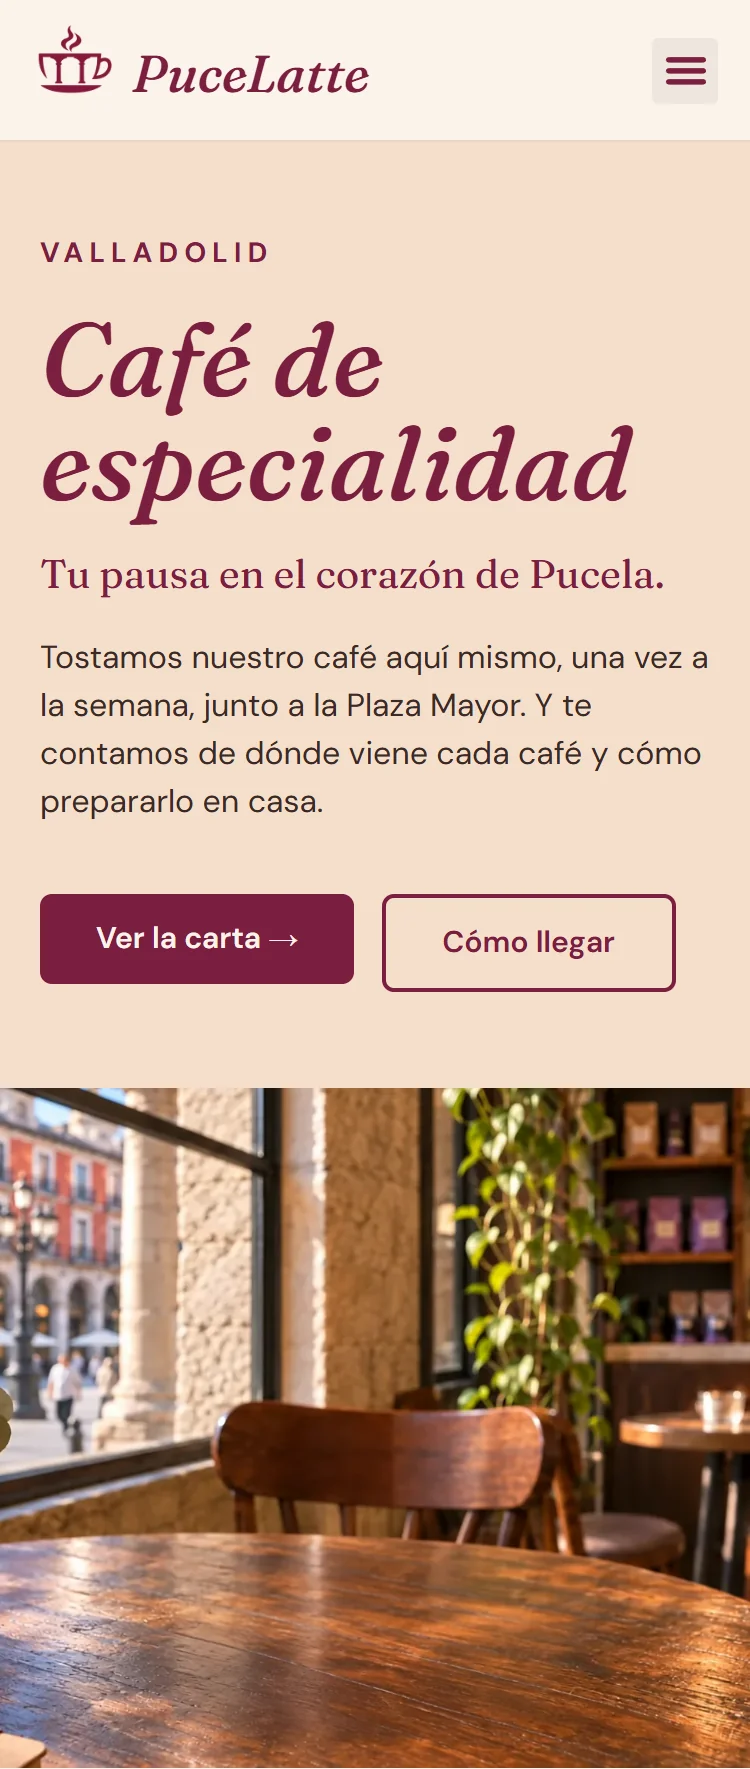 PuceLatte
VALLADOLID
Café de
especialidad
Tu pausa en el corazón de Pucela.
Tostamos nuestro café aquí mismo, una vez a
la semana, junto a la Plaza Mayor. Y te
contamos de dónde viene cada café y cómo
prepararlo en casa.
Ver la carta →
Cómo llegar